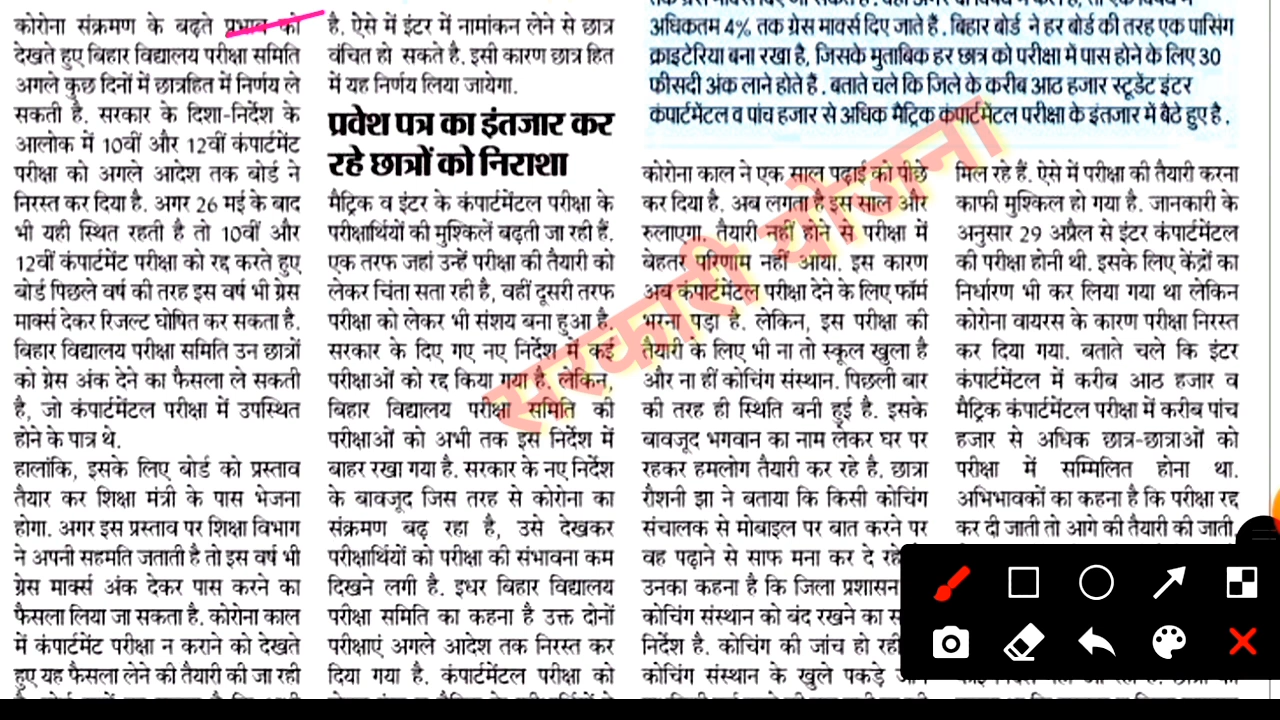 कोरोना संक्रमण के बढ़ते प्रभाव को
देखते हुए बिहार विद्यालय परीक्षा समिति
अगले कुछ दिनों में छात्रहित में निर्णय ले
सकती है. सरकार के दिशा-निर्देश के
आलोक में 10वीं और 12वीं कंपार्टमेंट
परीक्षा को अगले आदेश तक बोर्ड ने
निरस्त कर दिया है. अगर 26 मई के बाद
भी यही स्थित रहती है तो 10वीं और
12वीं कंपार्टमेंट परीक्षा को रद्द करते हुए
बोर्ड पिछले वर्ष की तरह इस वर्ष भी ग्रेस
मार्क्स देकर रिजल्ट घोषित कर सकता है.
बिहार विद्यालय परीक्षा समिति उन छात्रों
को ग्रेस अंक देने का फैसला ले सकती
है, जो कंपार्टमेंटल परीक्षा में उपस्थित
होने के पात्र थे.
हालांकि, इसके लिए बोर्ड को प्रस्ताव
तैयार कर शिक्षा मंत्री के पास भेजना
होगा. अगर इस प्रस्ताव पर शिक्षा विभाग
ने अपनी सहमति जताती है तो इस वर्ष भी
ग्रेस मार्क्स अंक देकर पास करने का
फैसला लिया जा सकता है. कोरोना काल
में कंपार्टमेंट परीक्षा न कराने को देखते
हुए यह फैसला लेने की तैयारी की जा रही
है. ऐसे में इंटर में नामांकन लेने से छात्र
वंचित हो सकते है. इसी कारण छात्र हित
में यह निर्णय लिया जायेगा.
प्रवेश पत्र का इंतजार कर
रहे छात्रों को निराशा
मैट्रिक व इंटर के कंपार्टमेंटल परीक्षा के
परीक्षार्थियों की मुश्किलें बढ़ती जा रही हैं.
एक तरफ जहां उन्हें परीक्षा की तैयारी को
लेकर चिंता सता रही है, वहीं दूसरी तरफ
परीक्षा को लेकर भी संशय बना हुआ है.
सरकार के दिए गए नए निर्देश में कई
परीक्षाओं को रद्द किया गया है. लेकिन,
बिहार विद्यालय परीक्षा समिति की
परीक्षाओं को अभी तक इस निर्देश में
बाहर रखा गया है. सरकार के नए निर्देश
के बावजूद जिस तरह से कोरोना का
संक्रमण बढ़ रहा है, उसे देखकर
परीक्षार्थियों को परीक्षा की संभावना कम
दिखने लगी है. इधर बिहार विद्यालय
परीक्षा समिति का कहना है उक्त दोनों
परीक्षाएं अगले आदेश तक निरस्त कर
दिया गया है. कंपार्टमेंटल परीक्षा को
अधिकतम 4% तक ग्रेस मार्क्स दिए जाते हैं. बिहार बोर्ड ने हर बोर्ड की तरह एक पासिंग
क्राइटेरिया बना रखा है, जिसके मुताबिक हर छात्र को परीक्षा में पास होने के लिए 30
फीसदी अंक लाने होते हैं. बताते चले कि जिले के करीब आठ हजार स्टूडेंट इंटर
कंपार्टमेंटल व पांच हजार से अधिक मैट्रिक कंपार्टमेंटल परीक्षा के इंतजार में बैठे हुए है.
कोरोना काल ने एक साल पढ़ाई को पीछे
कर दिया है. अब लगता है इस साल और
रुलाएगा. तैयारी नहीं होने से परीक्षा में
बेहतर परिणाम नहीं आया. इस कारण
अब कंपार्टमेंटल परीक्षा देने के लिए फॉर्म
भरना पड़ा है. लेकिन, इस परीक्षा की
तैयारी के लिए भी ना तो स्कूल खुला है
और ना हीं कोचिंग संस्थान. पिछली बार
की तरह ही स्थिति बनी हुई है. इसके
बावजूद भगवान का नाम लेकर घर पर
रहकर हमलोग तैयारी कर रहे है. छात्रा
रौशनी झा ने बताया कि किसी कोचिंग
संचालक से मोबाइल पर बात करने पर
वह पढ़ाने से साफ मना कर दे रहे
उनका कहना है कि जिला प्रशासन
कोचिंग संस्थान को बंद रखने का
निर्देश है. कोचिंग की जांच हो रही
कोचिंग संस्थान के खुले पकड़े
मिल रहे हैं. ऐसे में परीक्षा की तैयारी करना
काफी मुश्किल हो गया है. जानकारी के
अनुसार 29 अप्रैल से इंटर कंपार्टमेंटल
की परीक्षा होनी थी. इसके लिए केंद्रों का
निर्धारण भी कर लिया गया था लेकिन
कोरोना वायरस के कारण परीक्षा निरस्त
कर दिया गया. बताते चले कि इंटर
कंपार्टमेंटल में करीब आठ हजार व
मैट्रिक कंपार्टमेंटल परीक्षा में करीब पांच
हजार से अधिक छात्र-छात्राओं को
परीक्षा में सम्मिलित होना था.
अभिभावकों का कहना है कि परीक्षा रद्द
कर दी जाती तो आगे की तैयारी की जाती.
सरकारी योजना